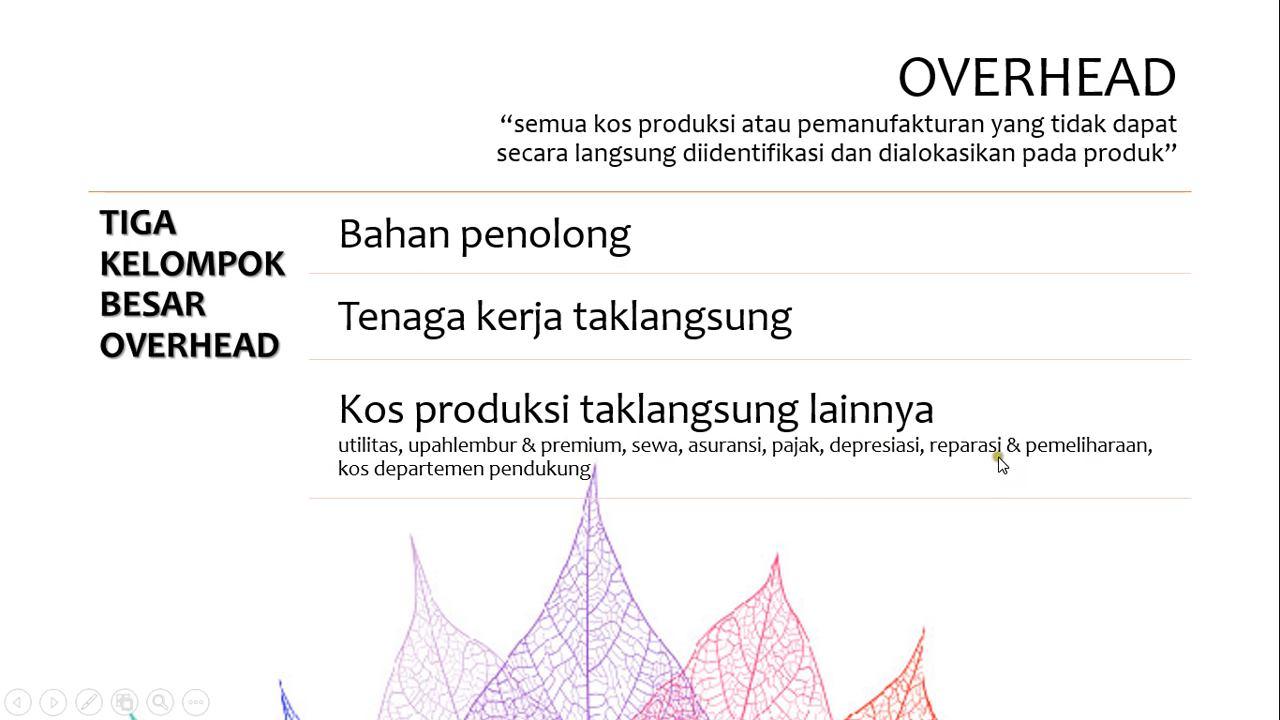 OVERHEAD
“semua kos produksi atau pemanufakturan yang tidak dapat
secara langsung diidentifikasi dan dialokasikan pada produk”
TIGA
KELOMPOK
BESAR
OVERHEAD
Bahan penolong
Tenaga kerja taklangsung
Kos produksi taklangsung lainnya
utilitas, upahlembur & premium, sewa, asuransi, pajak, depresiasi, reparasi & pemeliharaan,
kos departemen pendukung